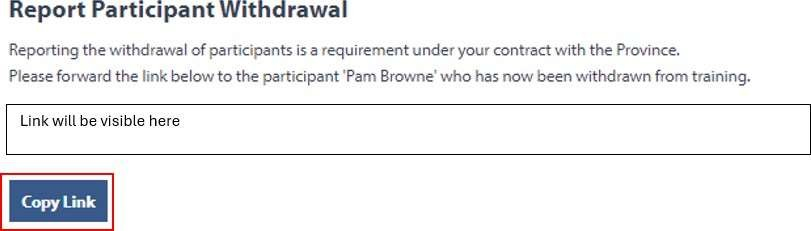 Report Participant Withdrawal
Reporting the withdrawal of participants is a requirement under your contract with the Province.
Please forward the link below to the participant 'Pam Browne' who has now been withdrawn from training.
Link will be visible here
Copy Link